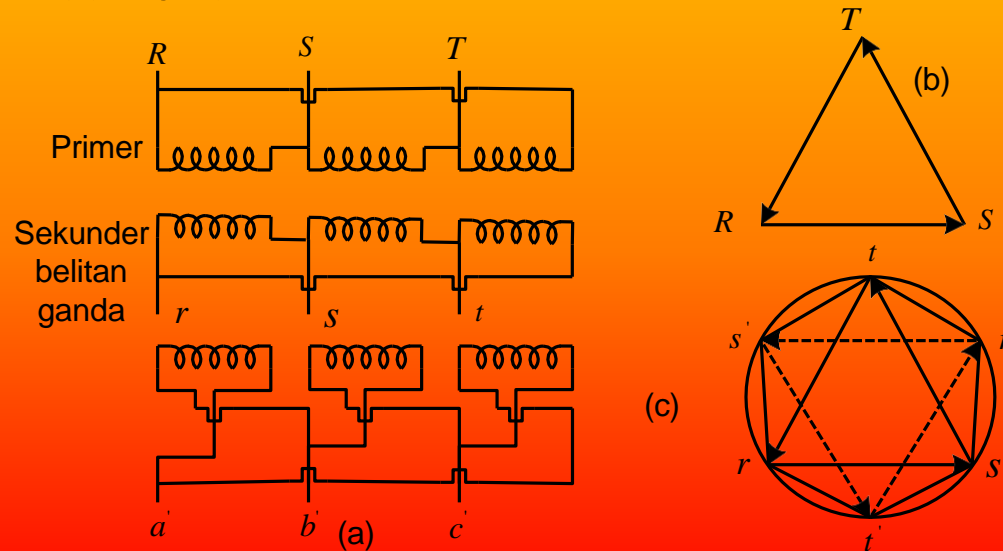 R
S
T
Primer
Sekunder
belitan
ganda
r
s
t
a'
b'
(a)
c'
T
(b)
R
S
t
s'
(c)
r
S
t'